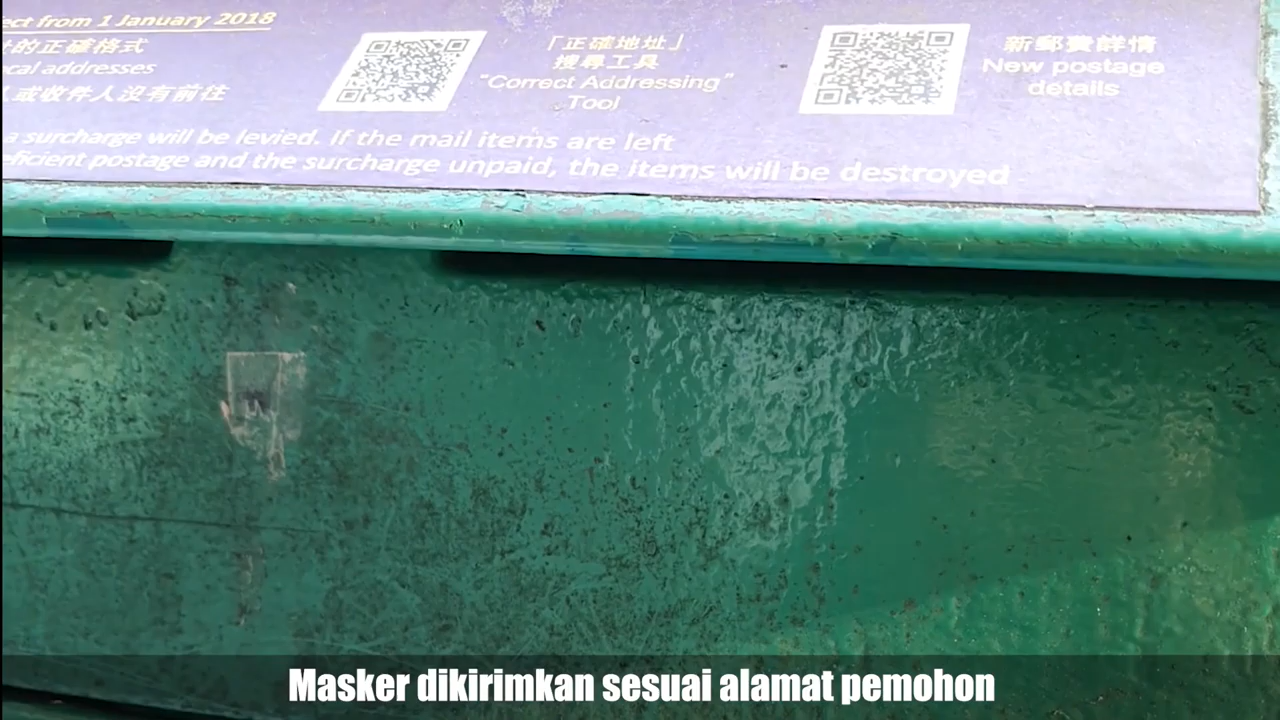 ect from 1 January 2018
的正確格式
cal addresses
人或收件人沒有前往
「正確地址」
搜尋工具
"Correct Addressing"
Tool
新郵費詳情
New postage
details
a surcharge will be levied. If the mail items are left
eficient postage and the surcharge unpaid, the items will be destroyed
Masker dikirimkan sesuai alamat pemohon